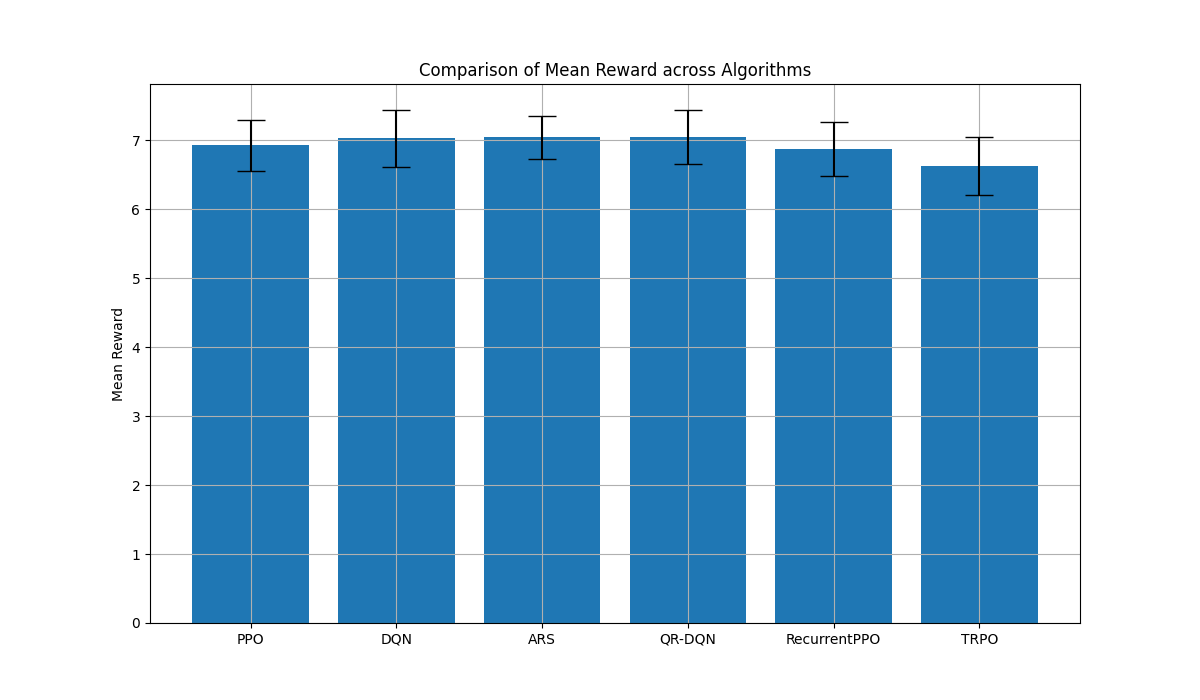 Comparison of Mean Reward across Algorithms
Mean Reward
7
6
5
4
3
2
1
0
PPO DQN ARS QR-DQN RecurrentPPO TRPO